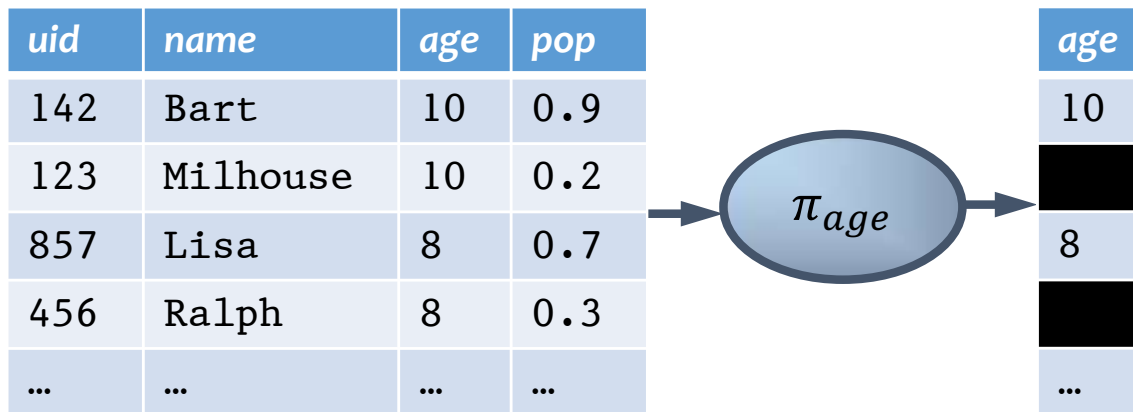 uid name age pop age
142 Bart 10 0.9 10
123 Milhouse 10 0.2
857 Lisa 8 0.7 8
456 Ralph 8 0.3
… … … … …
π age